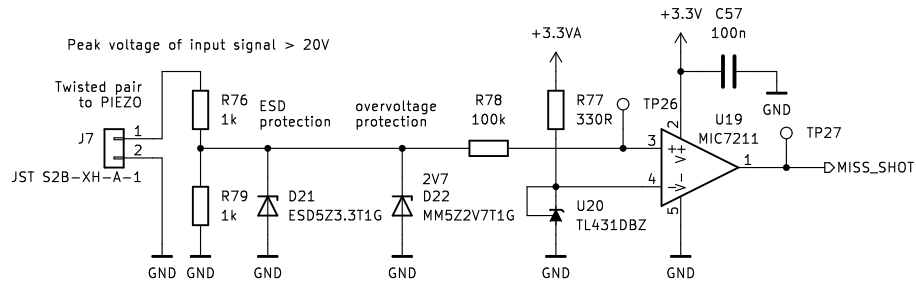 Peak voltage of input signal > 20V
+3.3VA
+3.3V
C57
100n
GND
Twisted pair
to PIEZO
J7
1
2
JST S2B-XH-A-1
R76
1k
ESD
protection
overvoltage
protection
R78
100k
R77
330R
TP26
U19
MIC7211
TP27
2
3
4
5
1
+
V+
-
V-
MISS_SHOT
R79
1k
D21
ESD5Z3.3T1G
2V7
D22
MM5Z2V7T1G
U20
TL431DBZ
GND
GND
GND
GND
GND
GND